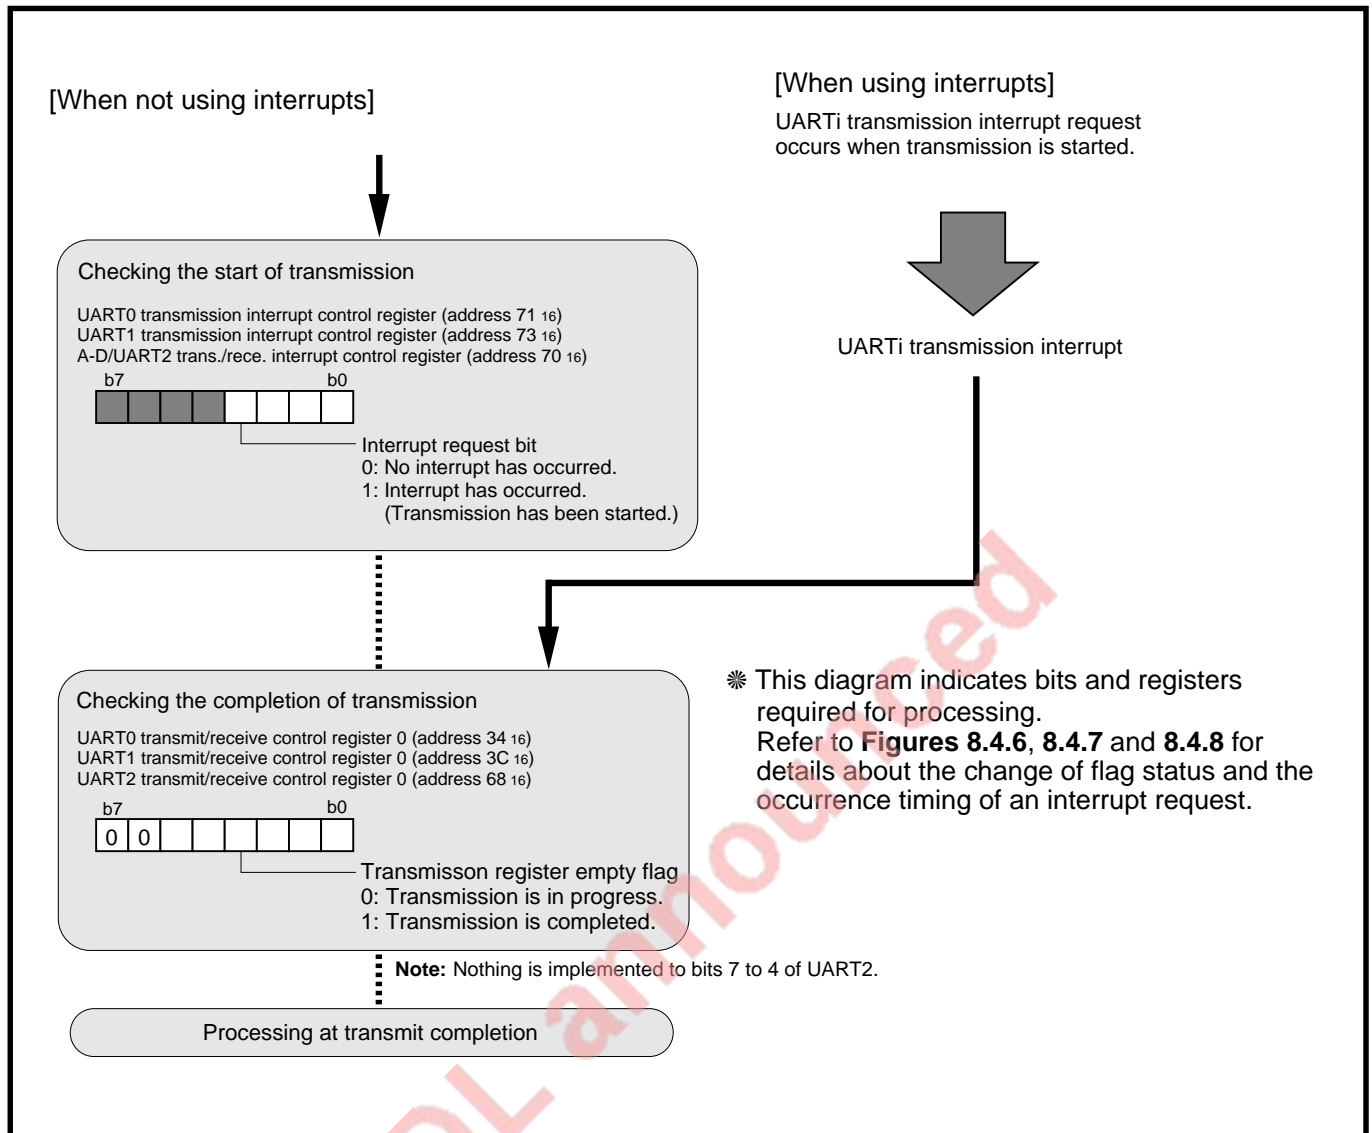 [When not using interrupts]
[When using interrupts]
UARTi transmission interrupt request
occurs when transmission is started.
Checking the start of transmission
UART0 transmission interrupt control register (address 71 16)
UART1 transmission interrupt control register (address 73 16)
A-D/UART2 trans./rece. interrupt control register (address 70 16)
b7 b0
Interrupt request bit
0: No interrupt has occurred.
1: Interrupt has occurred.
(Transmission has been started.)
UARTi transmission interrupt
Checking the completion of transmission
UART0 transmit/receive control register 0 (address 34 16)
UART1 transmit/receive control register 0 (address 3C 16)
UART2 transmit/receive control register 0 (address 68 16)
b7 b0
0 0
Transmisson register empty flag
0: Transmission is in progress.
1: Transmission is completed.
❊ This diagram indicates bits and registers
required for processing.
Refer to Figures 8.4.6, 8.4.7 and 8.4.8 for
details about the change of flag status and the
occurrence timing of an interrupt request.
Note: Nothing is implemented to bits 7 to 4 of UART2.
Processing at transmit completion
announced